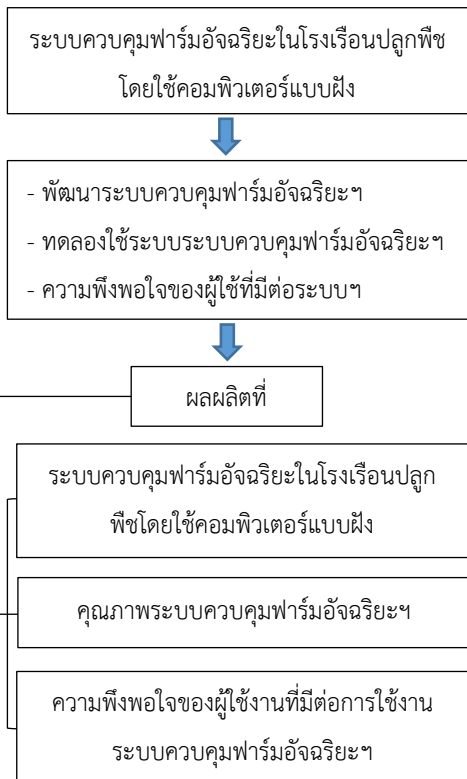 ระบบควบคุมฟาร์มอัจฉริยะในโรงเรือนปลูกพืช
โดยใช้คอมพิวเตอร์แบบฝัง
- พัฒนาระบบควบคุมฟาร์มอัจฉริยะฯ
- ทดลองใช้ระบบระบบควบคุมฟาร์มอัจฉริยะฯ
- ความพึงพอใจของผู้ใช้ที่มีต่อระบบฯ
ผลผลิตที่
ระบบควบคุมฟาร์มอัจฉริยะในโรงเรือนปลูก
พืชโดยใช้คอมพิวเตอร์แบบฝัง
คุณภาพระบบควบคุมฟาร์มอัจฉริยะฯ
ความพึงพอใจของผู้ใช้งานที่มีต่อการใช้งาน
ระบบควบคุมฟาร์มอัจฉริยะฯ